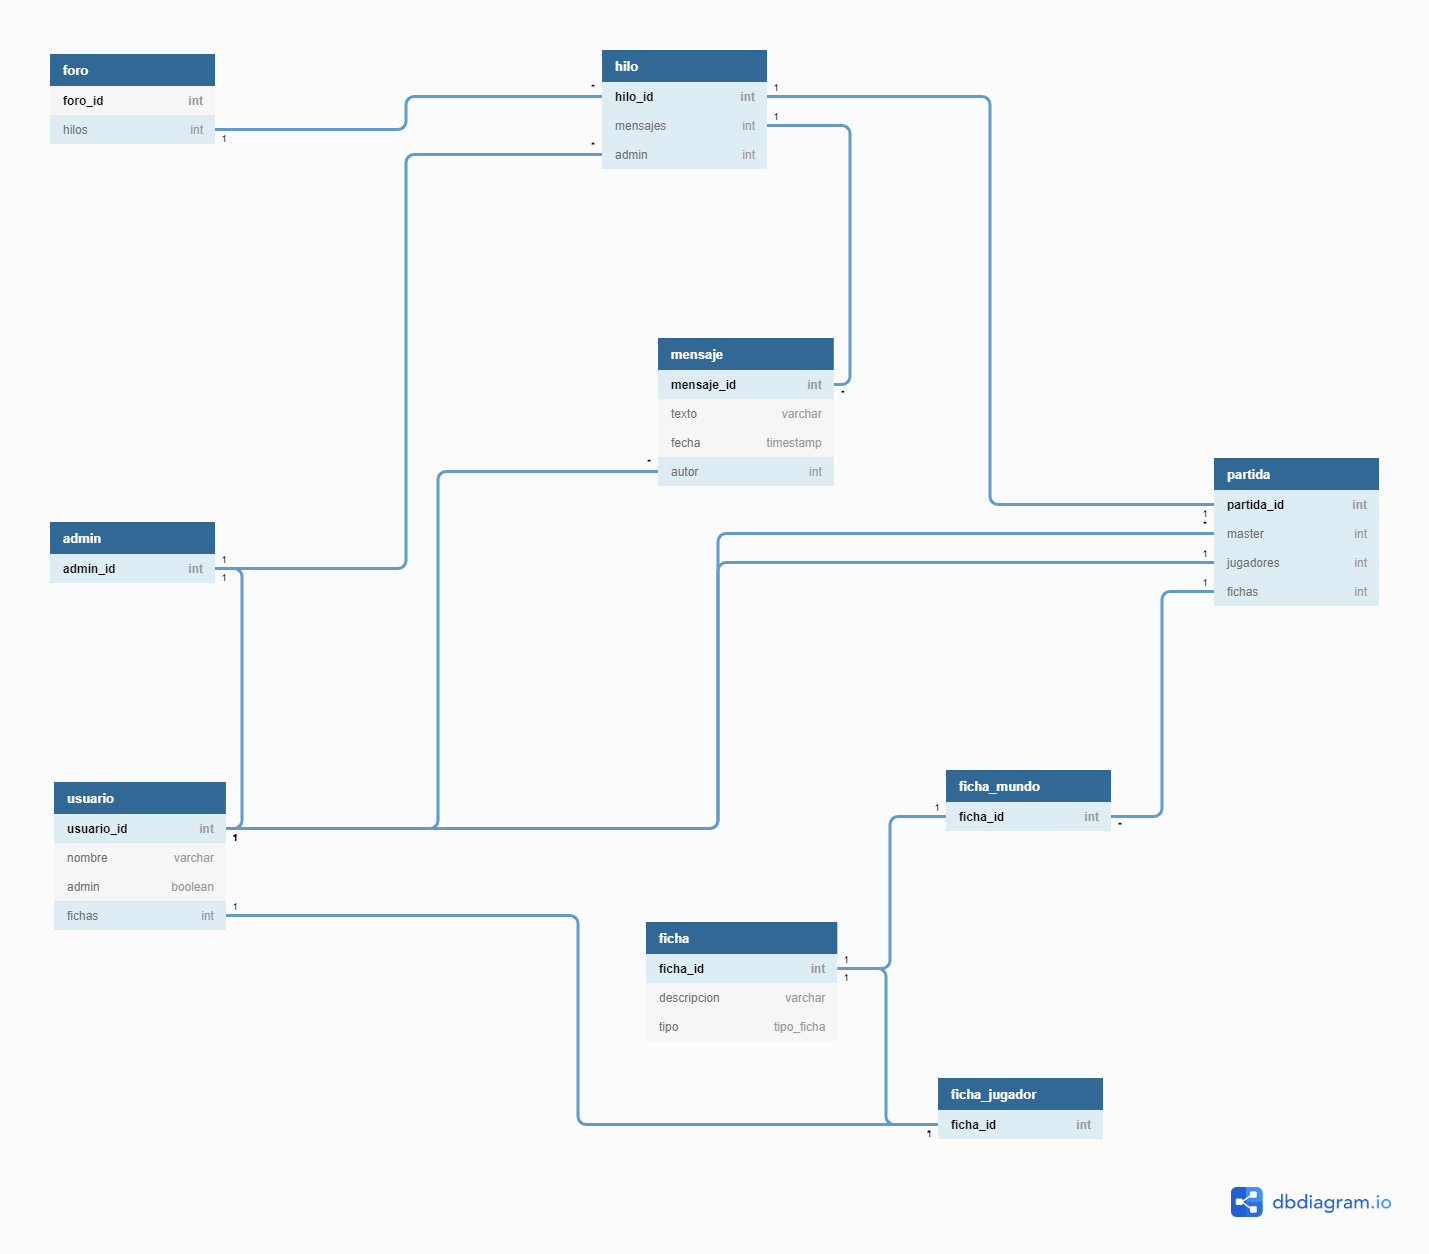 foro
foro_id int
hilos int
1
hilo
hilo_id int
mensajes int
admin int
*
*
1
1
mensaje
mensaje_id int
texto varchar
fecha timestamp
autor int
*
*
partida
partida_id int
master int
jugadores int
fichas int
1
*
1
1
admin
admin_id int
1
1
usuario
usuario_id int
nombre varchar
admin boolean
fichas int
1
1
ficha_mundo
ficha_id int
1
*
ficha
ficha_id int
descripcion varchar
tipo tipo_ficha
1
1
ficha_jugador
ficha_id int
1
dbdiagram.io